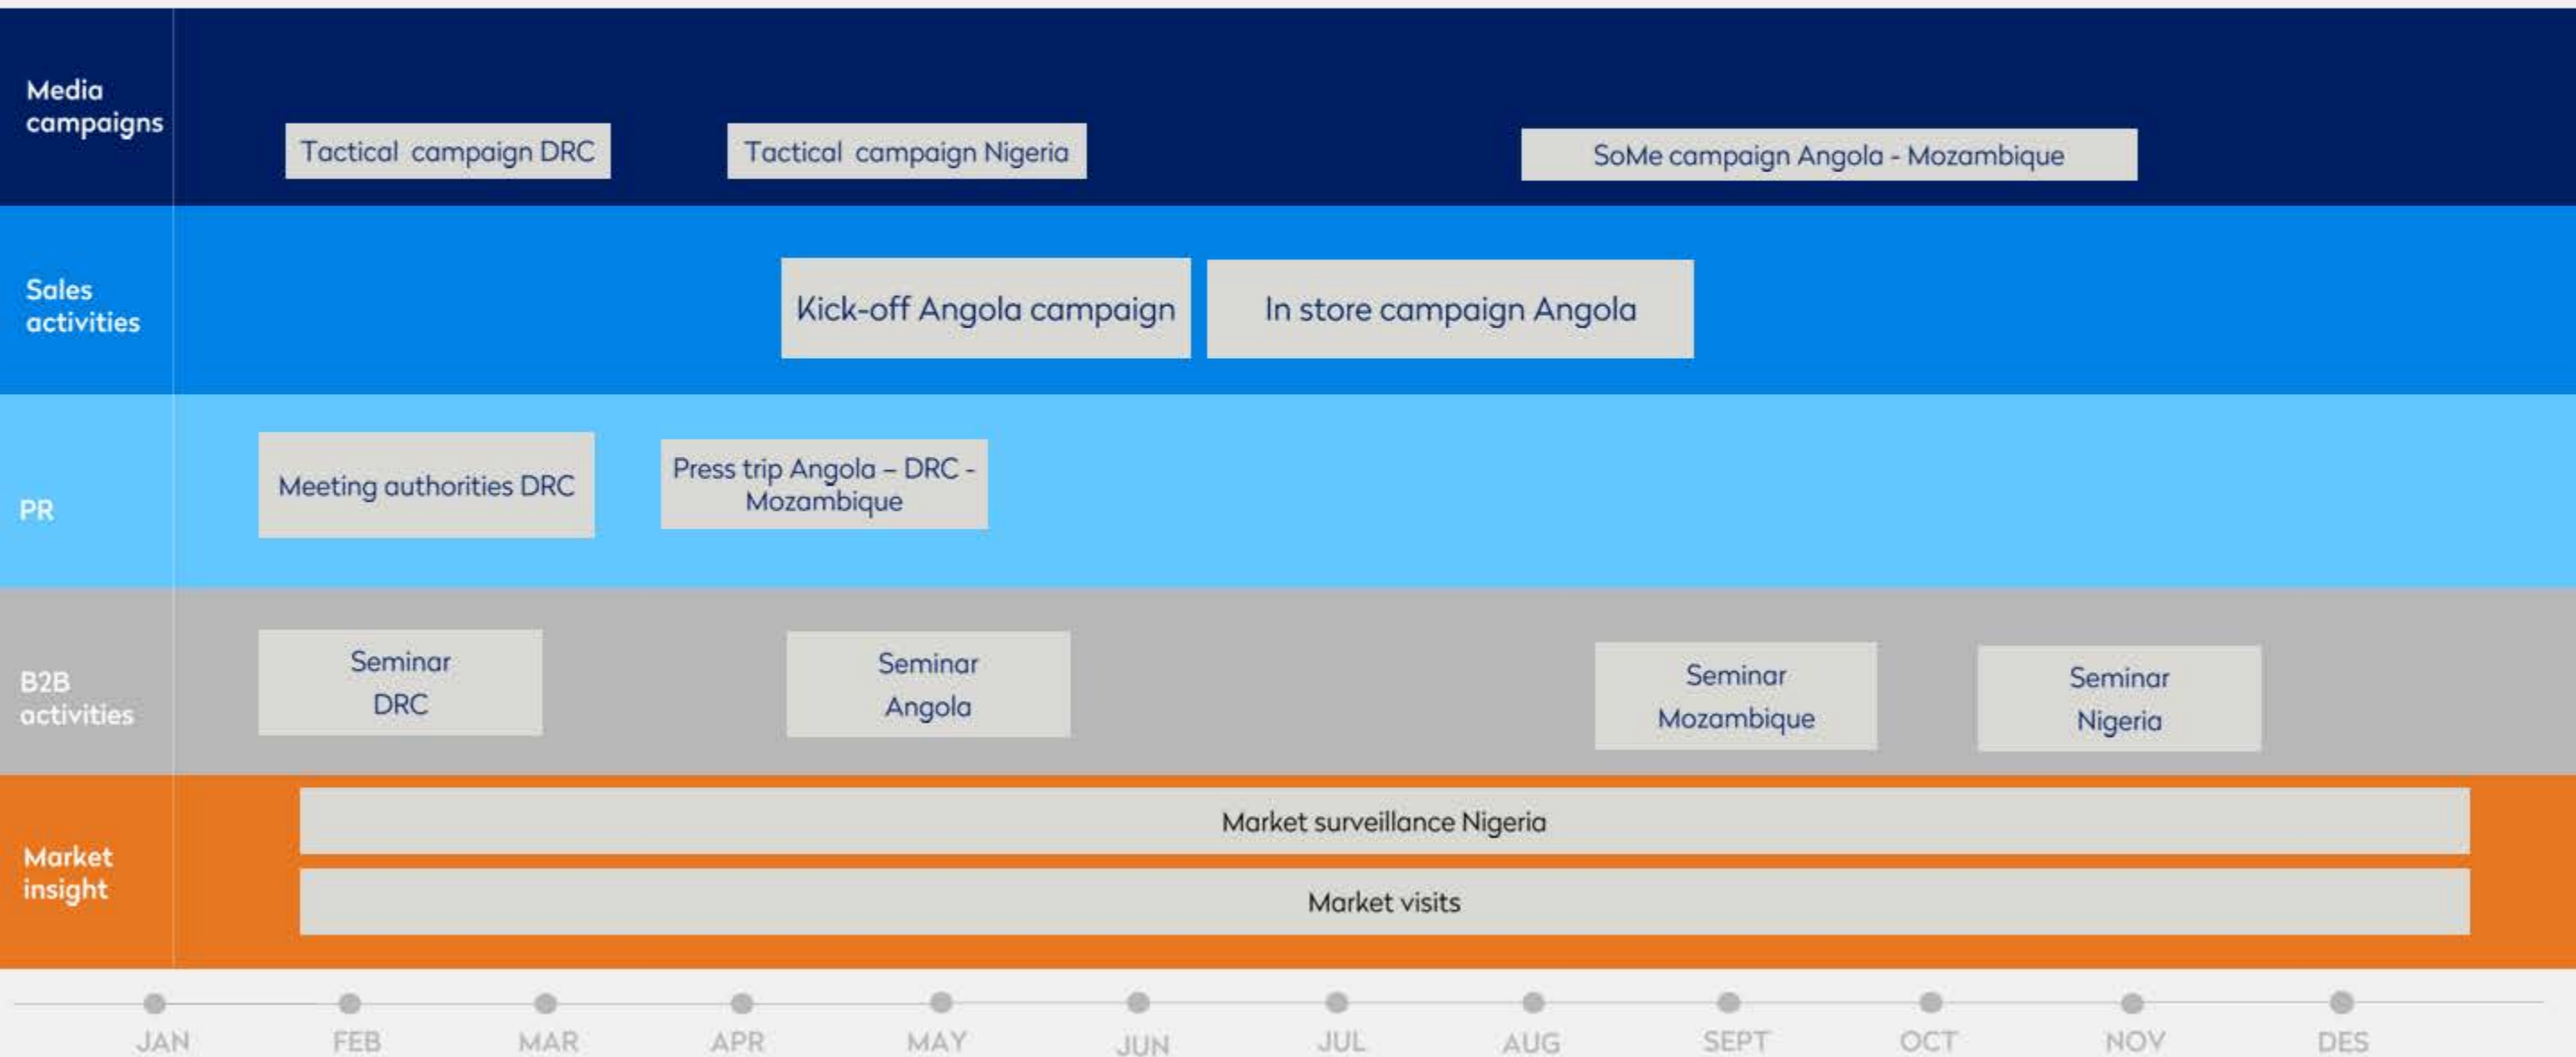 Media
campaigns
Tactical campaign DRC
Tactical campaign Nigeria
SoMe campaign Angola - Mozambique
Sales
activities
Kick-off Angola campaign
In store campaign Angola
PR
Meeting authorities DRC
Press trip Angola – DRC -
Mozambique
B2B
activities
Seminar
DRC
Seminar
Angola
Seminar
Mozambique
Seminar
Nigeria
Market
insight
Market surveillance Nigeria
Market visits
JAN
FEB
MAR
APR
MAY
JUN
JUL
AUG
SEPT
OCT
NOV
DES